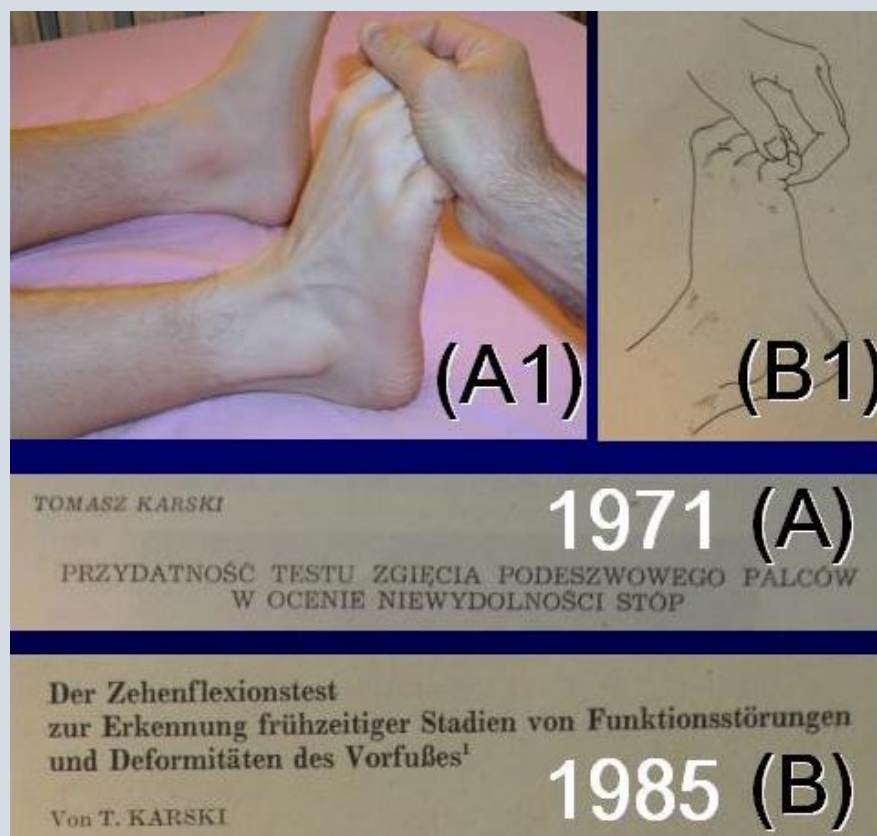 (A1)
(B1)
TOMASZ KARSKI
1971 (A)
PRZYDATNOŚĆ TESTU ZGIĘCIA PODESZWOWEGO PALCÓW
W OCENIE NIEWYDOLNOŚCI STÓP
Der Zehenflexionstest
zur Erkennung frühzeitiger Stadien von Funktionsstörungen
und Deformitäten des Vorfußes¹
1985 (B)
Von T. KARSKI